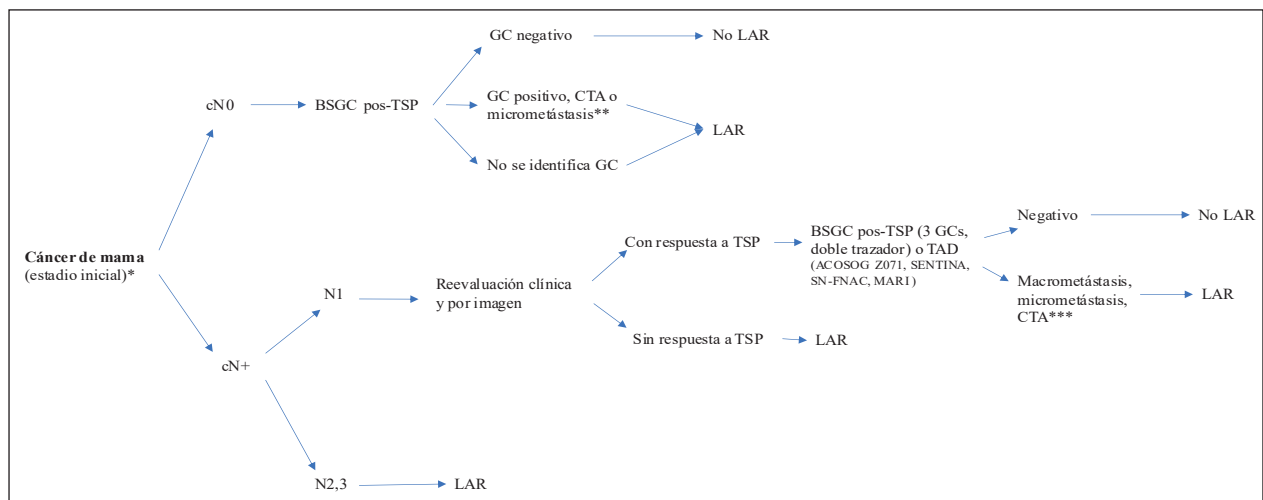 GC negativo
No LAR
cN0
BSGC pos-TSP
GC positivo, CTA o
micrometástasis**
LAR
No se identifica GC
Cáncer de mama
(estadio inicial)*
cN+
N1
Reevaluación clínica
y por imagen
Con respuesta a TSP
BSGC pos-TSP (3 GCs,
doble trazador) o TAD
(ACOSOG Z071, SENTINA,
SN-FNAC, MARI)
Negativo
No LAR
Macrometástasis,
micrometástasis,
CTA***
LAR
Sin respuesta a TSP
LAR
N2,3
LAR